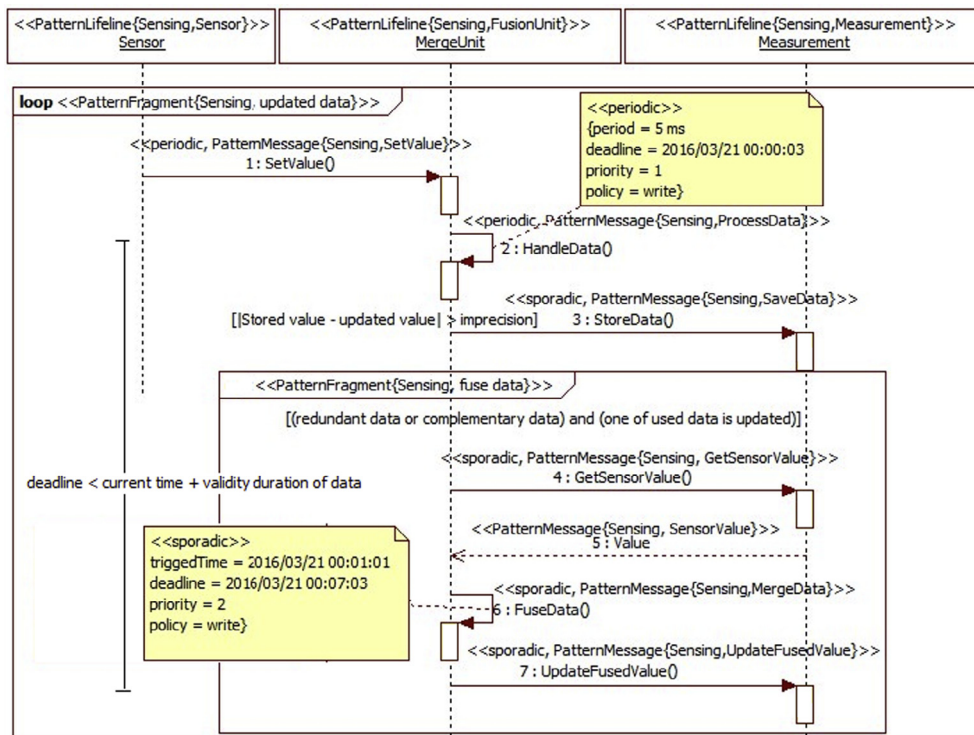 <<PatternLifeline{Sensing,Sensor}>>
Sensor
<<PatternLifeline{Sensing,FusionUnit}>>
MergeUnit
<<PatternLifeline{Sensing,Measurement}>>
Measurement
loop <<PatternFragment{Sensing, updated data}>>
<<periodic>>
{period = 5 ms
deadline = 2016/03/21 00:00:03
priority = 1
policy = write}
<<periodic, PatternMessage{Sensing,SetValue}>>
1 : SetValue()
<<periodic, PatternMessage{Sensing,ProcessData}>>
2 : HandleData()
<<sporadic, PatternMessage{Sensing,SaveData}>>
[|Stored value - updated value| > imprecision]
3 : StoreData()
<<PatternFragment{Sensing, fuse data}>>
[(redundant data or complementary data) and (one of used data is updated)]
<<sporadic, PatternMessage{Sensing, GetSensorValue}>>
4 : GetSensorValue()
deadline < current time + validity duration of data
<<PatternMessage{Sensing, SensorValue}>>
5 : Value
<<sporadic>>
triggedTime = 2016/03/21 00:01:01
deadline = 2016/03/21 00:07:03
priority = 2
policy = write}
<<sporadic, PatternMessage{Sensing,MergeData}>>
6 : FuseData()
<<sporadic, PatternMessage{Sensing,UpdateFusedValue}>>
7 : UpdateFusedValue()